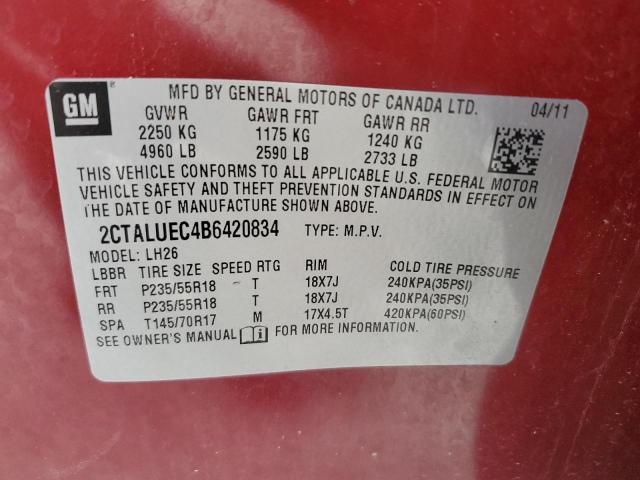 GM
MFD BY GENERAL MOTORS OF CANADA LTD.
04/11
GVWR GAWR FRT GAWR RR
2250 KG 1175 KG 1240 KG
4960 LB 2590 LB 2733 LB
THIS VEHICLE CONFORMS TO ALL APPLICABLE U.S. FEDERAL MOTOR
VEHICLE SAFETY AND THEFT PREVENTION STANDARDS IN EFFECT ON
THE DATE OF MANUFACTURE SHOWN ABOVE.
2CTALUEC4B6420834 TYPE: M.P.V.
MODEL: LH26
LBBR TIRE SIZE SPEED RTG RIM COLD TIRE PRESSURE
FRT P235/55R18 T 18X7J 240KPA(35PSI)
RR P235/55R18 T 18X7J 240KPA(35PSI)
SPA T145/70R17 M 17X4.5T 420KPA(60PSI)
SEE OWNER'S MANUAL FOR MORE INFORMATION.